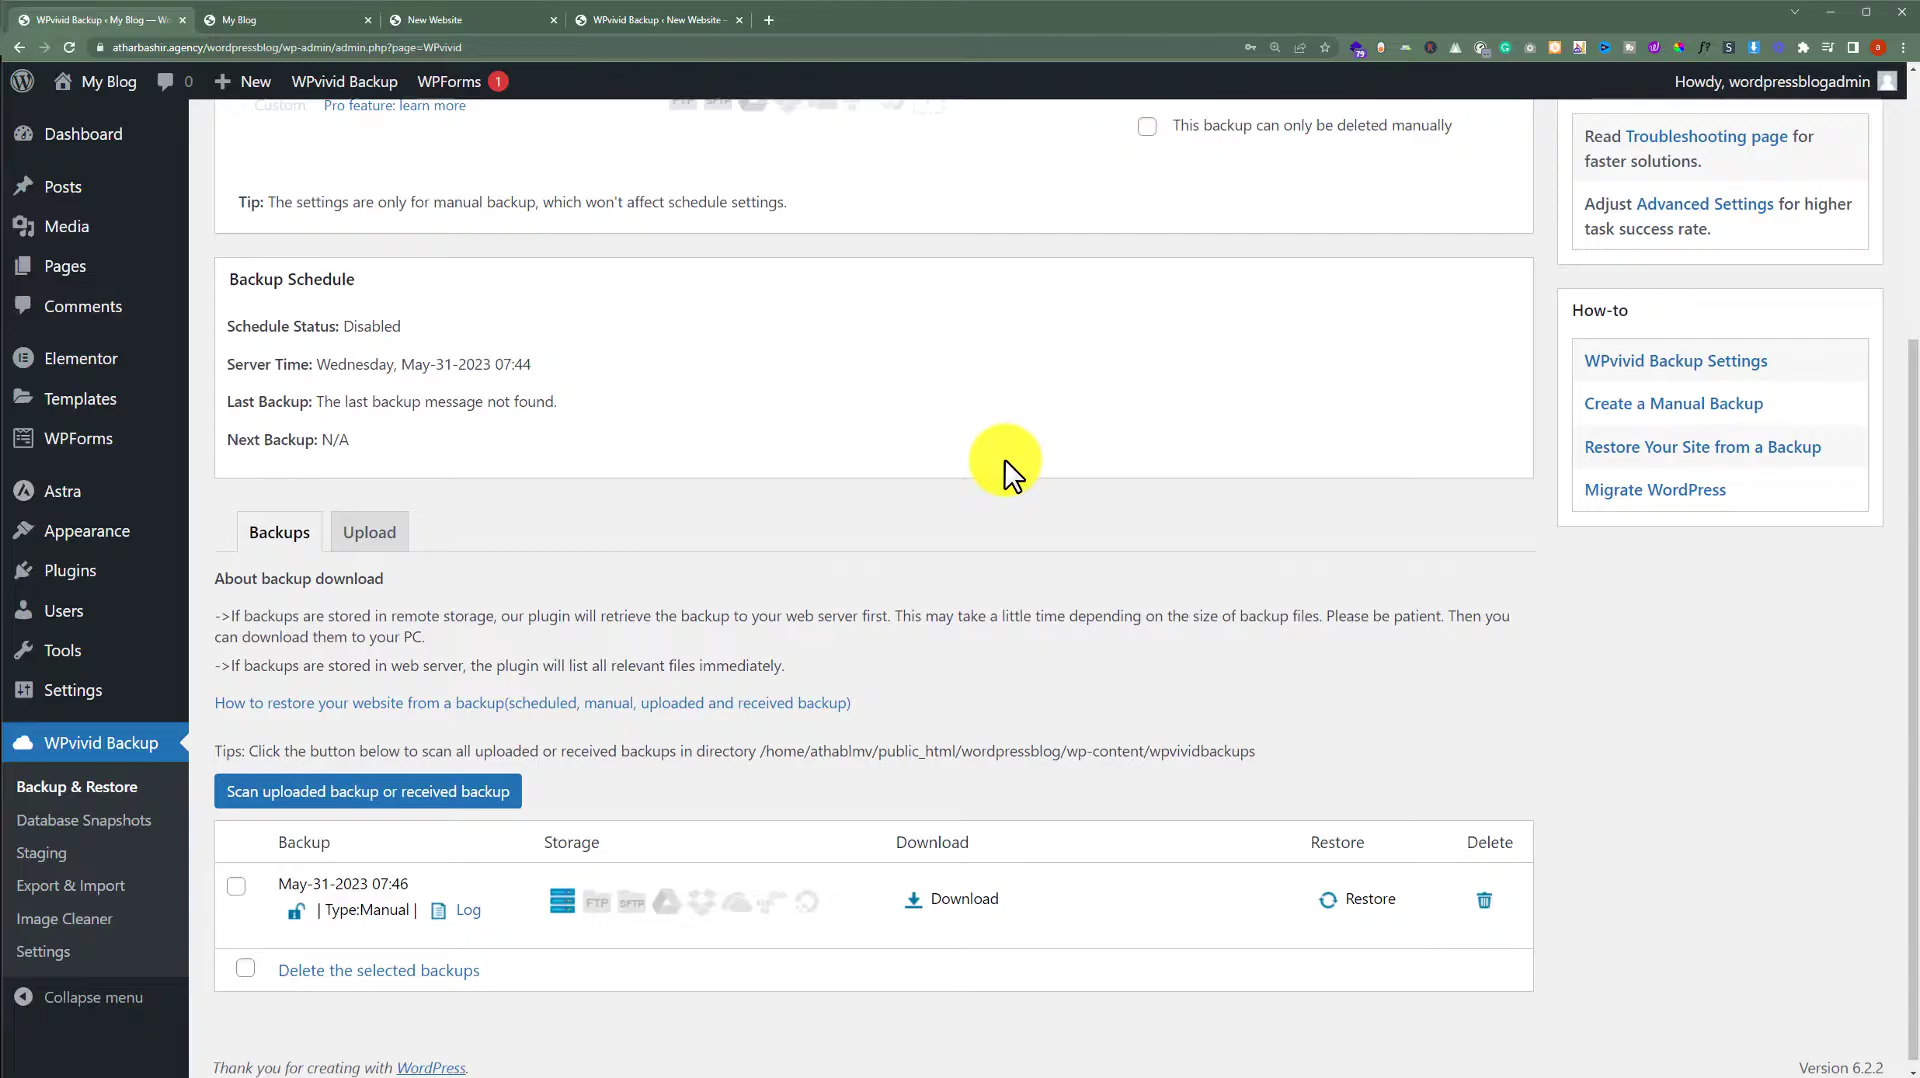 WPvivid Backup ‹ My Blog — Wo
My Blog
New Website
WPvivid Backup ‹ New Website –
atharbashir.agency/wordpressblog/wp-admin/admin.php?page=WPvivid
My Blog
0
New
WPvivid Backup
WPForms
1
Howdy, wordpressblogadmin
Dashboard
Posts
Media
Pages
Comments
Elementor
Templates
WPForms
Astra
Appearance
Plugins
Users
Tools
Settings
WPvivid Backup
Backup & Restore
Database Snapshots
Staging
Export & Import
Image Cleaner
Settings
Collapse menu
Custom Pro feature: learn more
This backup can only be deleted manually
Tip: The settings are only for manual backup, which won't affect schedule settings.
Backup Schedule
Schedule Status: Disabled
Server Time: Wednesday, May-31-2023 07:44
Last Backup: The last backup message not found.
Next Backup: N/A
Backups
Upload
About backup download
->If backups are stored in remote storage, our plugin will retrieve the backup to your web server first. This may take a little time depending on the size of backup files. Please be patient. Then you
can download them to your PC.
->If backups are stored in web server, the plugin will list all relevant files immediately.
How to restore your website from a backup(scheduled, manual, uploaded and received backup)
Tips: Click the button below to scan all uploaded or received backups in directory /home/athablmv/public_html/wordpressblog/wp-content/wpvividbackups
Scan uploaded backup or received backup
Backup Storage Download Restore Delete
May-31-2023 07:46
| Type:Manual | Log
FTP SFTP
Download
Restore
Delete the selected backups
Thank you for creating with WordPress.
Version 6.2.2
Read Troubleshooting page for
faster solutions.
Adjust Advanced Settings for higher
task success rate.
How-to
WPvivid Backup Settings
Create a Manual Backup
Restore Your Site from a Backup
Migrate WordPress